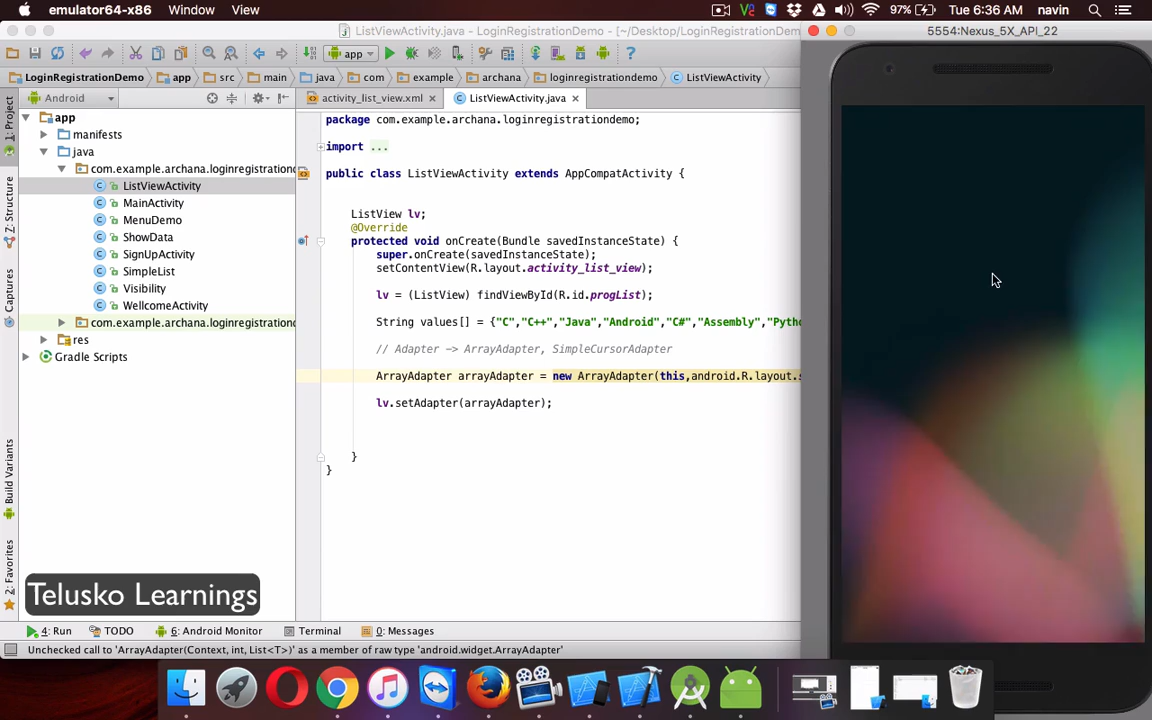 emulator64-x86 Window View 97% Tue 6:36 AM navin
ListViewActivity.java - LoginRegistrationDemo - [~/Desktop/LoginRegistrationDemo
5554:Nexus_5X_API_22
app
LoginRegistrationDemo app src main java com example archana loginregistrationdemo ListViewActivity
Android
activity_list_view.xml ListViewActivity.java
1: Project
Z: Structure
Captures
Build Variants
2: Favorites
app
manifests
java
com.example.archana.loginregistrationd
ListViewActivity
MainActivity
MenuDemo
ShowData
SignUpActivity
SimpleList
Visibility
WellcomeActivity
com.example.archana.loginregistrationd
res
Gradle Scripts
package com.example.archana.loginregistrationdemo;
import ...
public class ListViewActivity extends AppCompatActivity {
ListView lv;
@Override
protected void onCreate(Bundle savedInstanceState) {
super.onCreate(savedInstanceState);
setContentView(R.layout.activity_list_view);
lv = (ListView) findViewById(R.id.progList);
String values[] = {"C","C++","Java","Android","C#","Assembly","Pytho
// Adapter -> ArrayAdapter, SimpleCursorAdapter
ArrayAdapter arrayAdapter = new ArrayAdapter(this,android.R.layout.s
lv.setAdapter(arrayAdapter);
}
}
Telusko Learnings
4: Run TODO 6: Android Monitor Terminal 0: Messages
Unchecked call to 'ArrayAdapter(Context, int, List<T>)' as a member of raw type 'android.widget.ArrayAdapter'